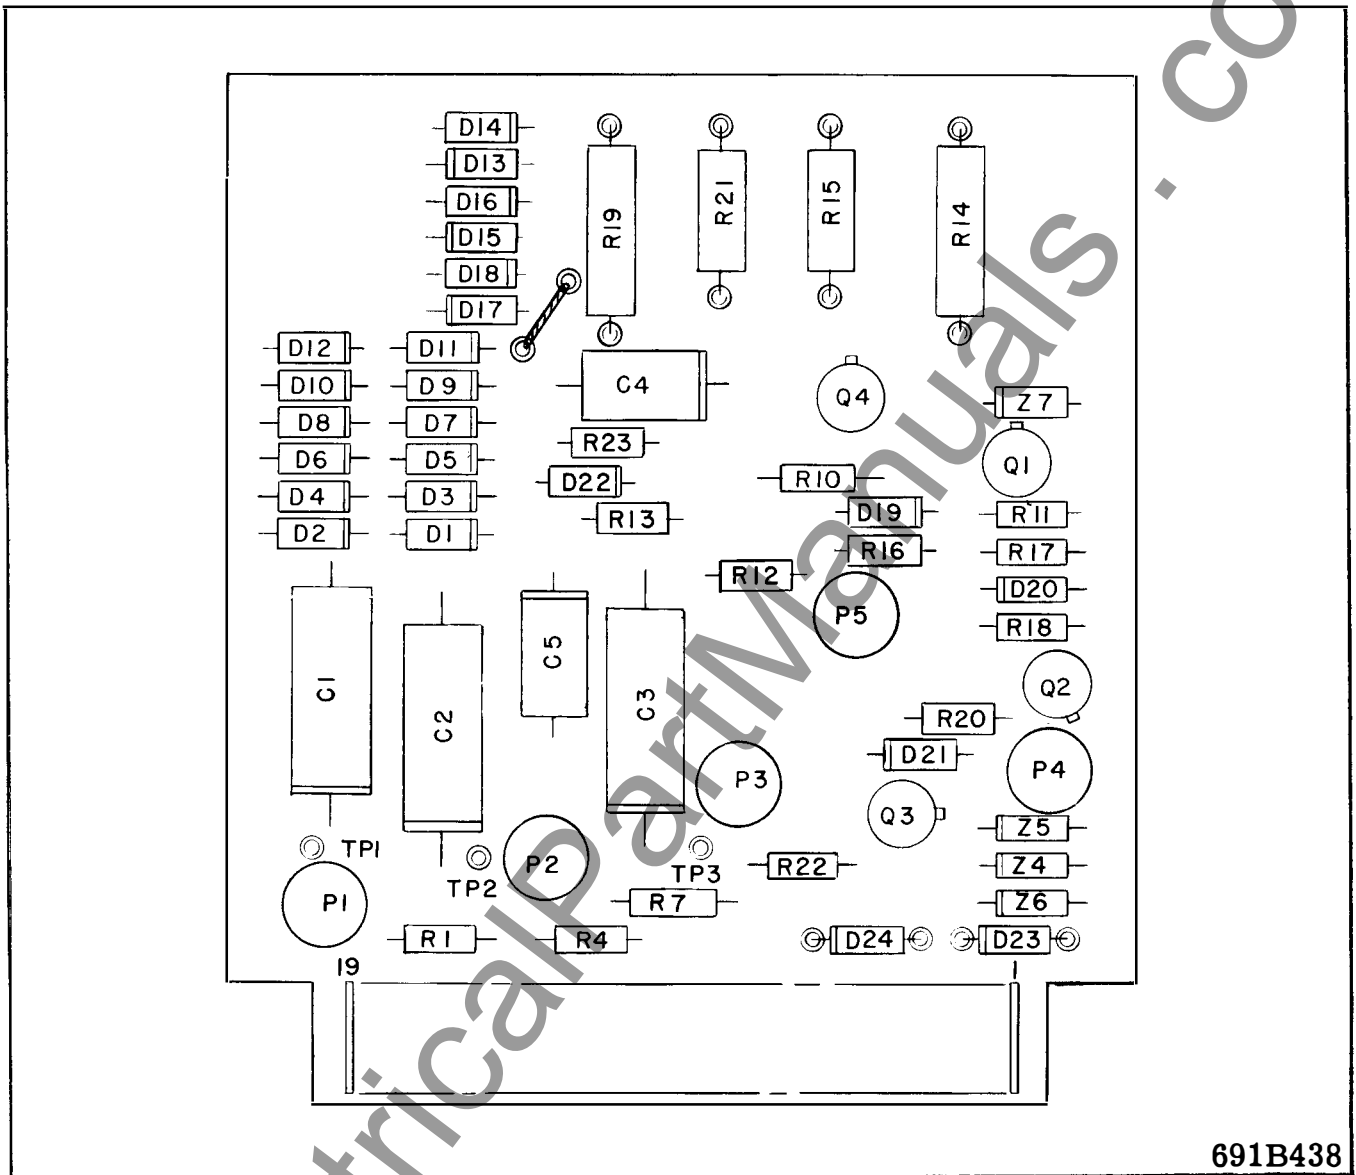 D14
D13
D16
D15
D18
D17
R19
R21
R15
R14
D12
D11
D10
D9
D8
D7
D6
D5
D4
D3
D2
D1
C4
Q4
Z7
R23
Q1
D22
R10
R13
D19
R11
R16
R17
R12
D20
P5
R18
C1
C2
C5
C3
Q2
R20
D21
P3
P4
Q3
Z5
TP1
P2
TP2
TP3
R22
Z4
P1
R7
Z6
R1
R4
D24
D23
19
1
691B438
tricalPartManuals . co